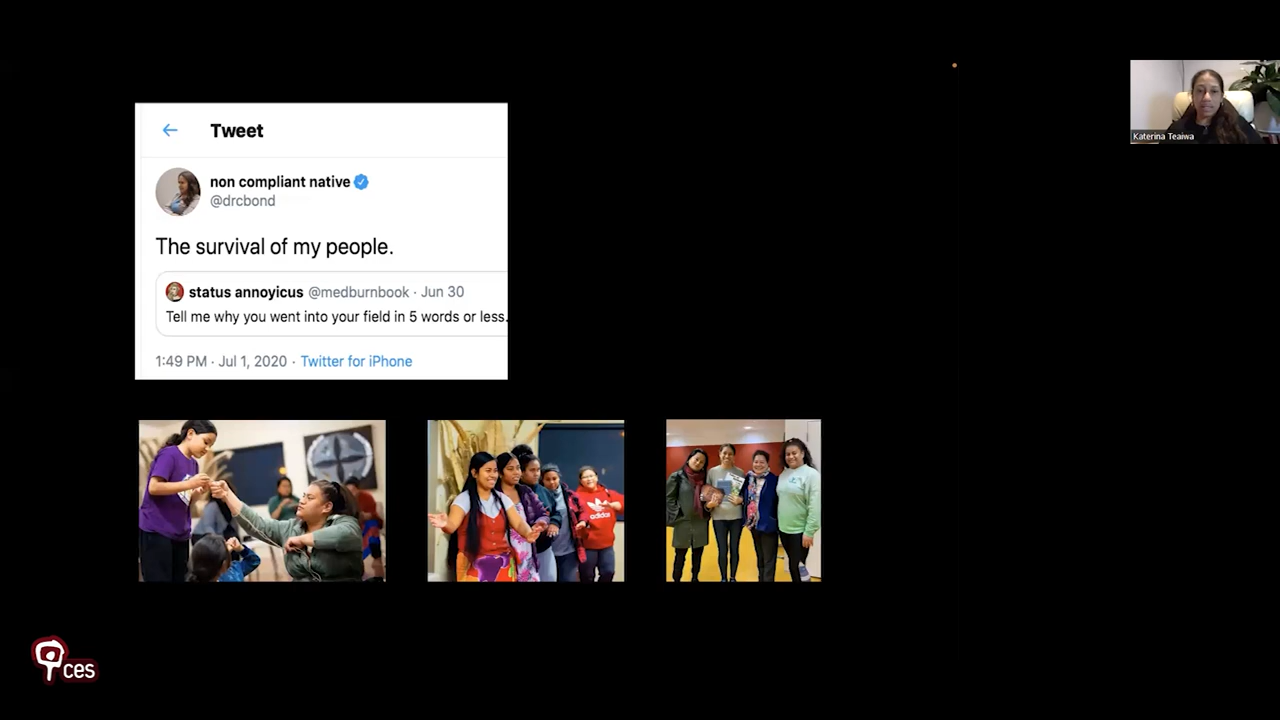 Tweet
non compliant native
@drcbond
The survival of my people.
status annoyicus @medburnbook · Jun 30
Tell me why you went into your field in 5 words or less.
1:49 PM · Jul 1, 2020 · Twitter for iPhone
Katerina Teaiwa
adidas
ces